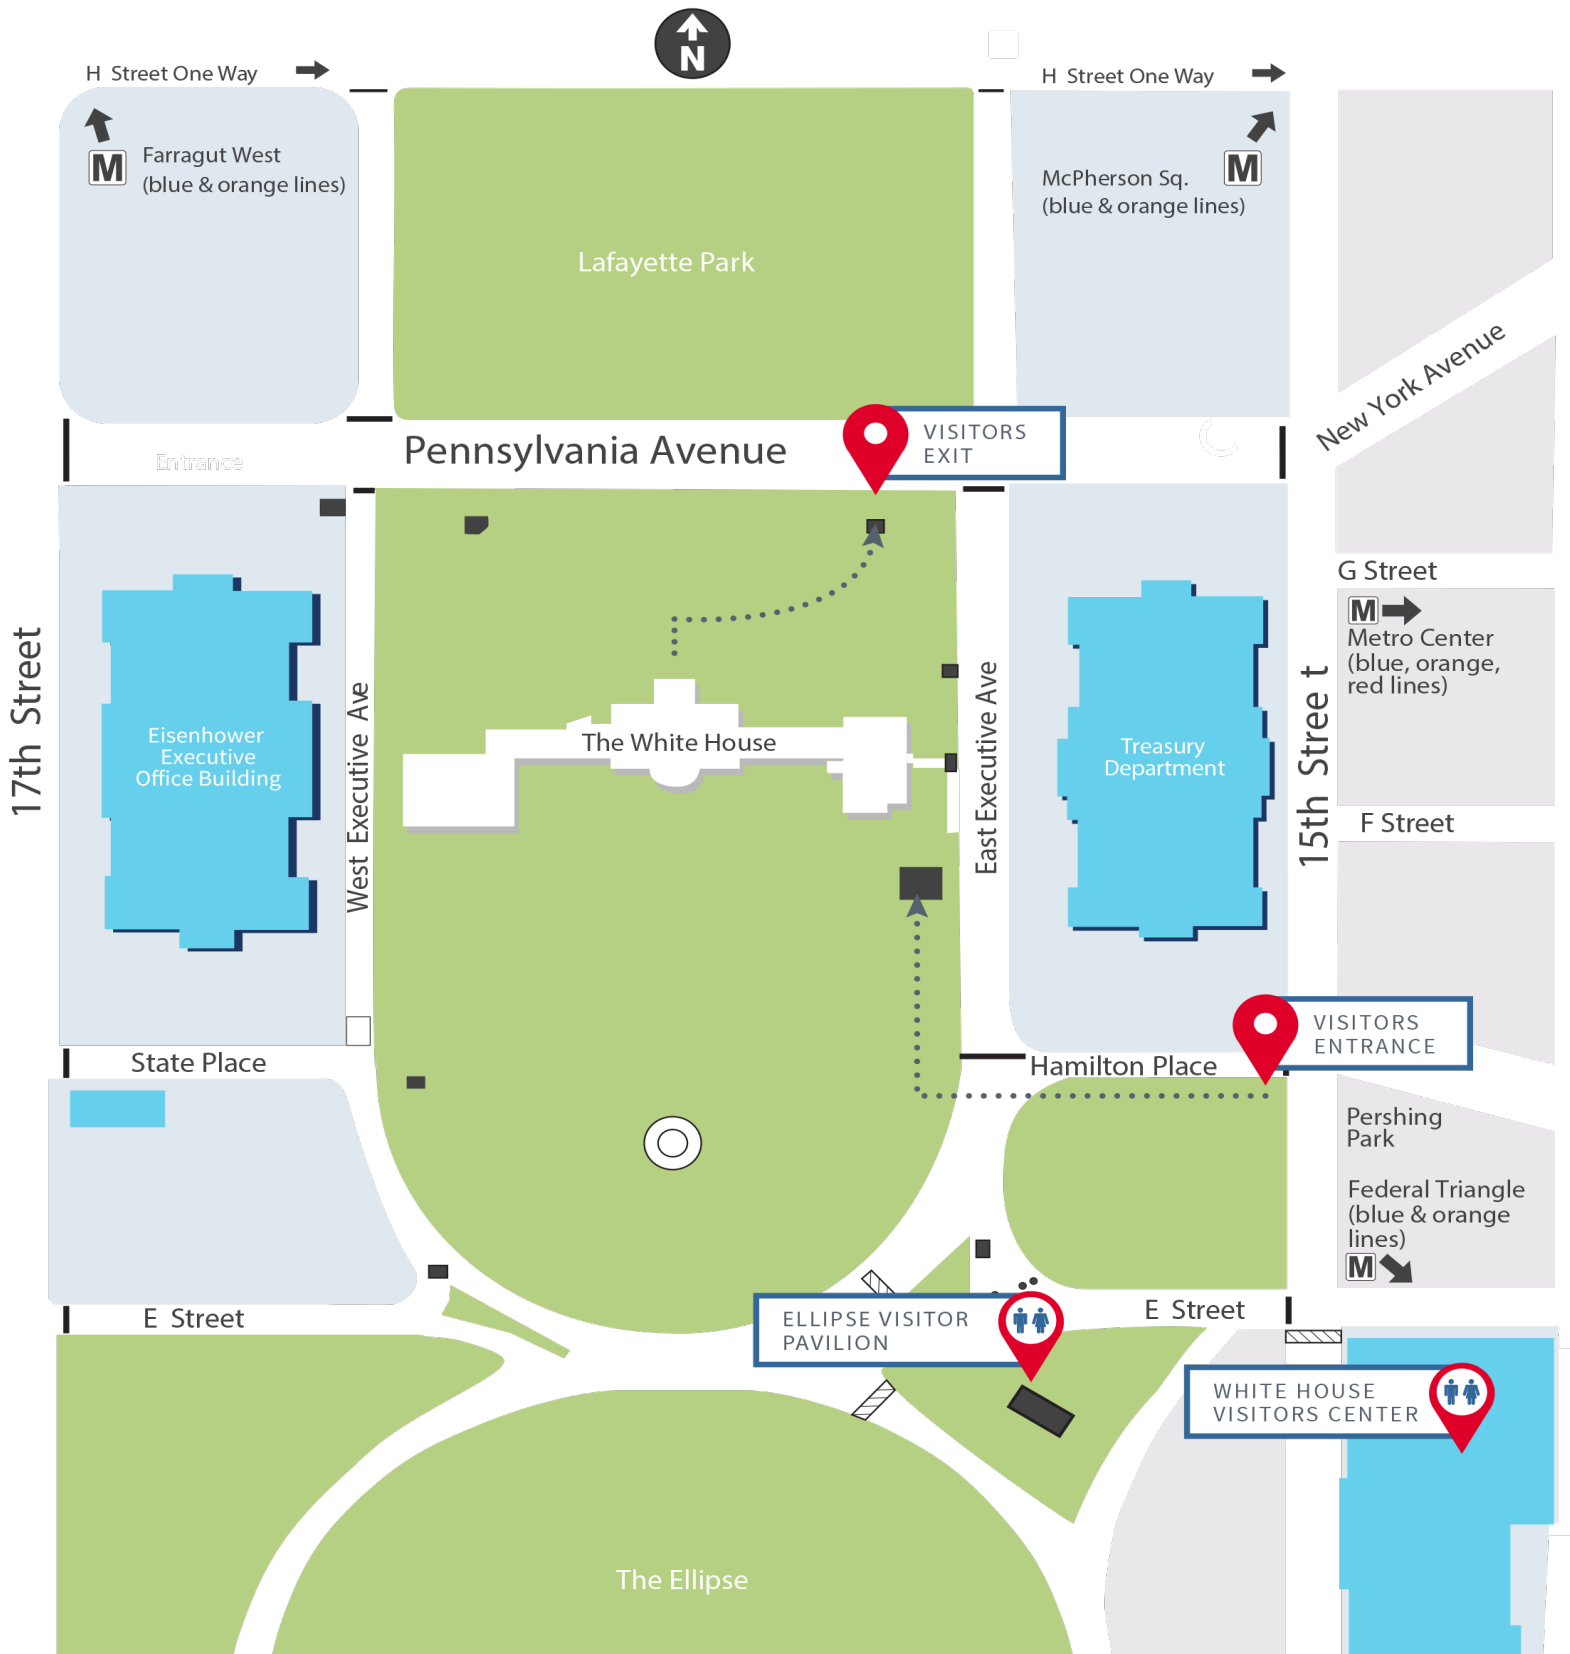 N
H Street One Way
H Street One Way
M
Farragut West
(blue & orange lines)
McPherson Sq.
(blue & orange lines)
M
Lafayette Park
New York Avenue
VISITORS
EXIT
Pennsylvania Avenue
Entrance
G Street
M
Metro Center
(blue, orange,
red lines)
17th Street
Eisenhower
Executive
Office Building
West Executive Ave
The White House
East Executive Ave
Treasury
Department
15th Stree t
F Street
VISITORS
ENTRANCE
State Place
Hamilton Place
Pershing
Park
Federal Triangle
(blue & orange
lines)
M
E Street
ELLIPSE VISITOR
PAVILION
E Street
WHITE HOUSE
VISITORS CENTER
The Ellipse